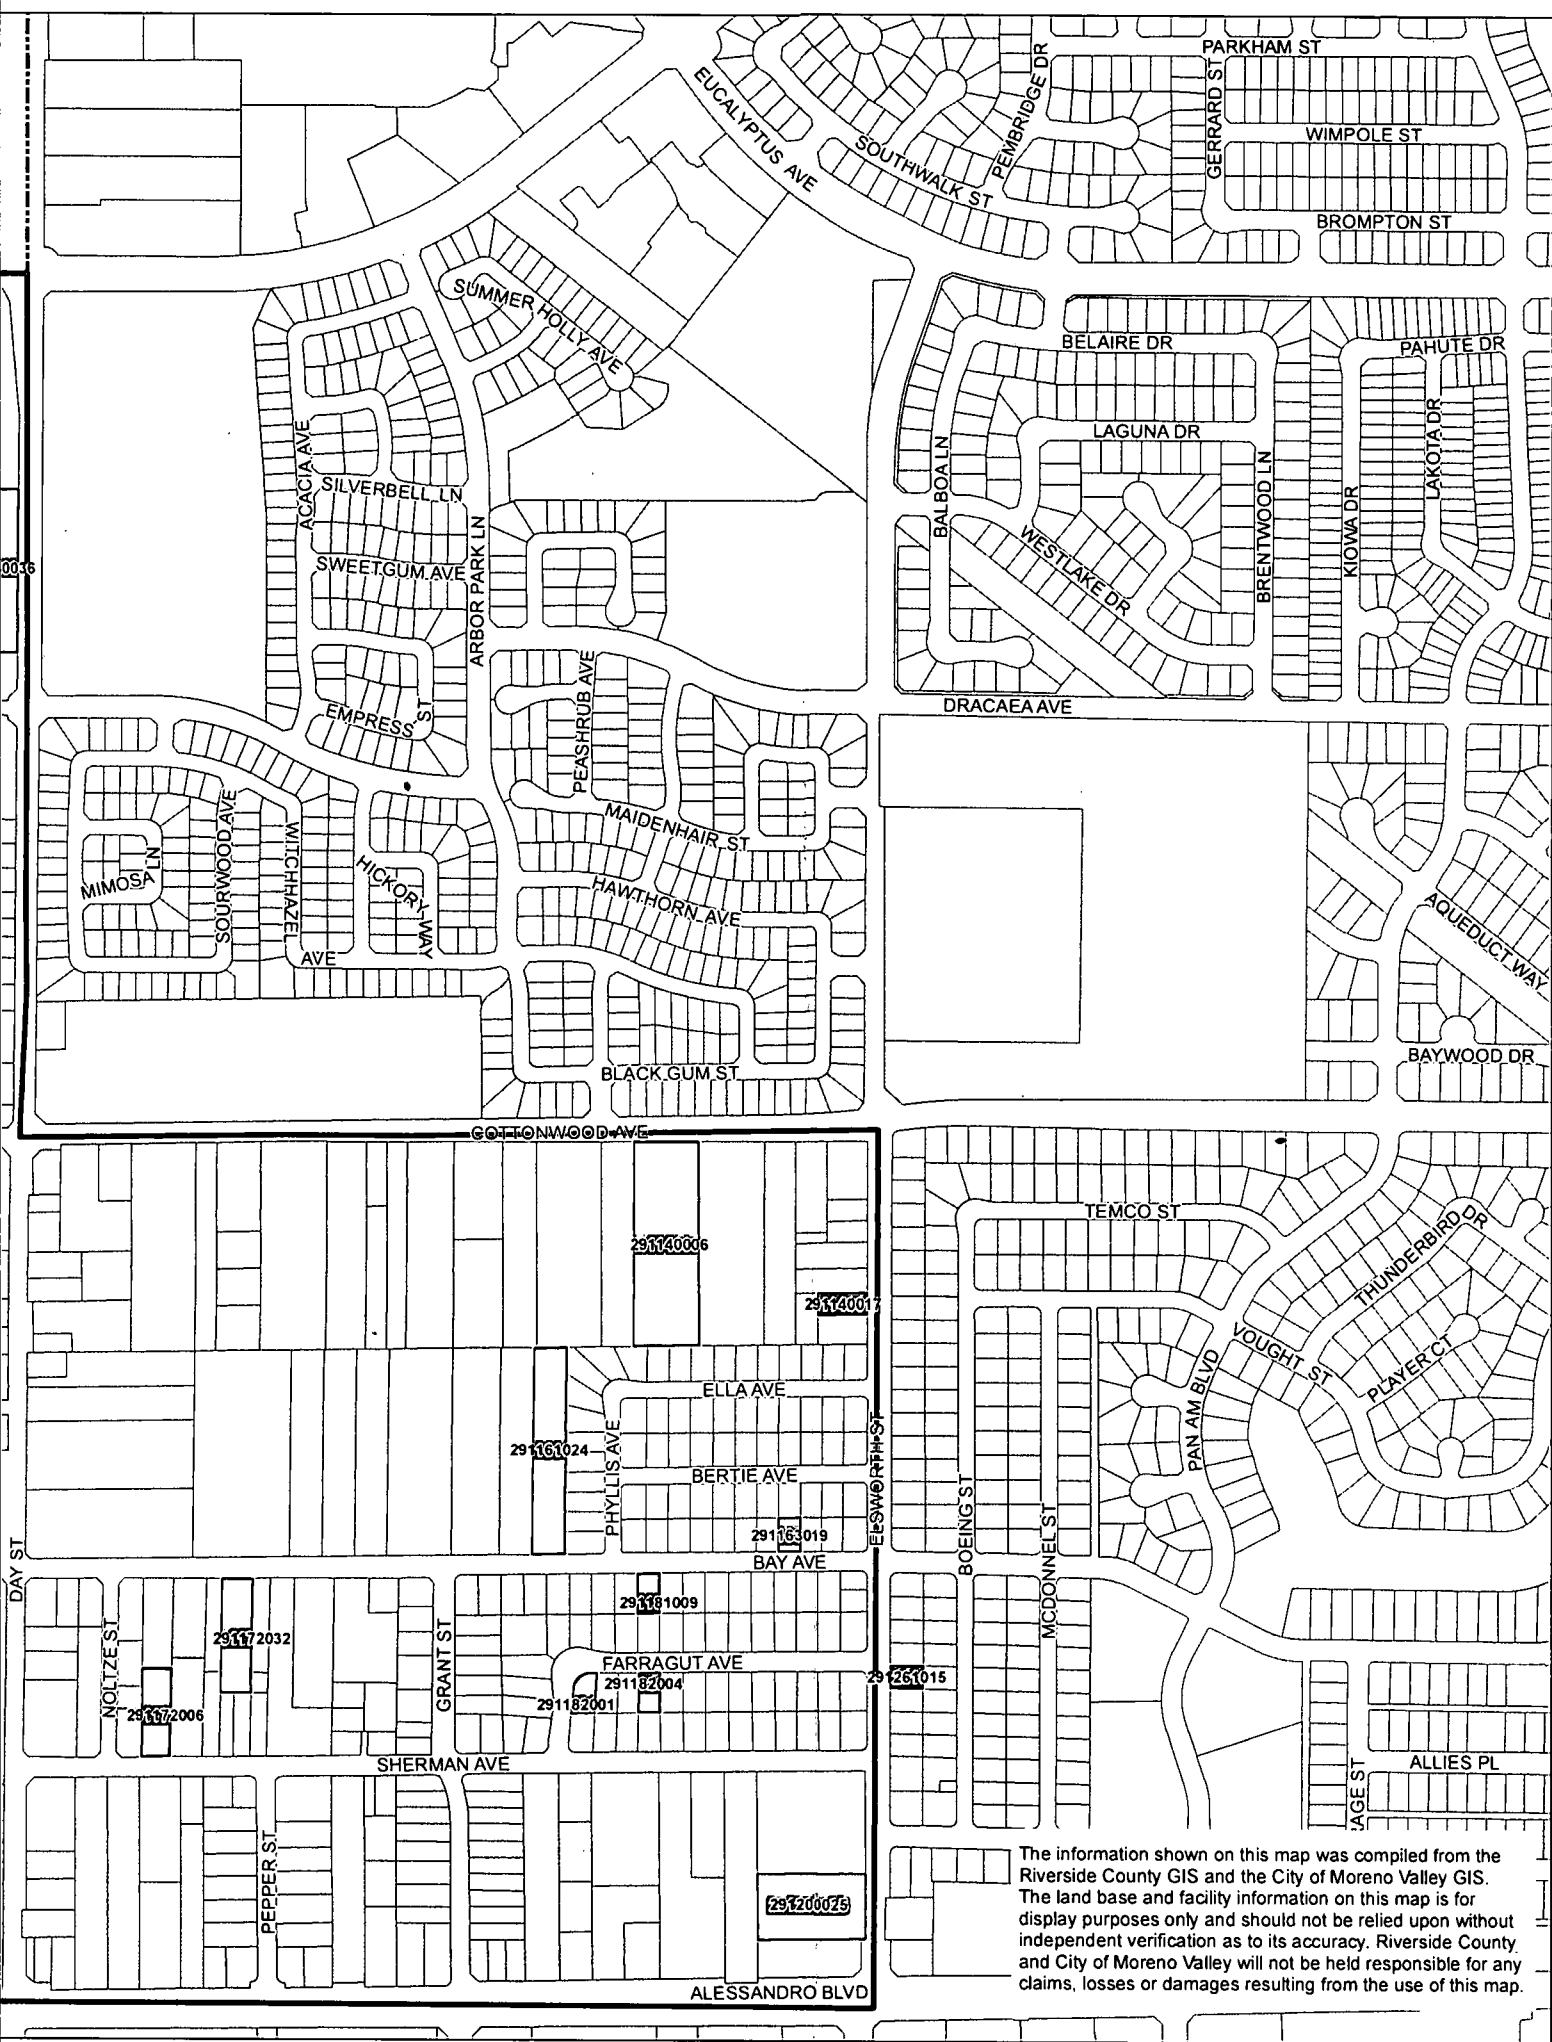 PARKHAM ST
EUCALYPTUS AVE
PEMBRIDGE DR
GERRARD ST
WIMPOLE ST
SOUTHWALK ST
BROMPTON ST
SUMMER HOLLY AVE
BELAIRE DR
PAHUTE DR
LAGUNA DR
LAKOTA DR
ACACIA AVE
BALBOA LN
BRENTWOOD LN
KIOWA DR
SILVERBELL LN
WESTLAKE DR
0036
SWEETGUM AVE
ARBOR PARK LN
PEASHRUB AVE
EMPRESS ST
DRACAEA AVE
MAIDENHAIR ST
SOURWOOD AVE
WITCHHAZEL
AVE
MIMOSA LN
HICKORY WAY
HAWTHORN AVE
AQUEDUCT WAY
BAYWOOD DR
BLACK GUM ST
COTTONWOOD AVE
TEMCO ST
THUNDERBIRD DR
291140006
291140017
VOUGHT ST
PLAYER CT
PAN AM BLVD
ELLA AVE
291161024
PHYLLIS AVE
BERTIE AVE
ELSWORTH ST
BOEING ST
MCDONNEL ST
291163019
BAY AVE
DAY ST
291181009
NOLTZE ST
291172032
GRANT ST
FARRAGUT AVE
291182004
291261015
291182001
291172006
SHERMAN AVE
ALLIES PL
AGE ST
PEPPER ST
291200025
The information shown on this map was compiled from the
Riverside County GIS and the City of Moreno Valley GIS.
The land base and facility information on this map is for
display purposes only and should not be relied upon without
independent verification as to its accuracy. Riverside County
and City of Moreno Valley will not be held responsible for any
claims, losses or damages resulting from the use of this map.
ALESSANDRO BLVD